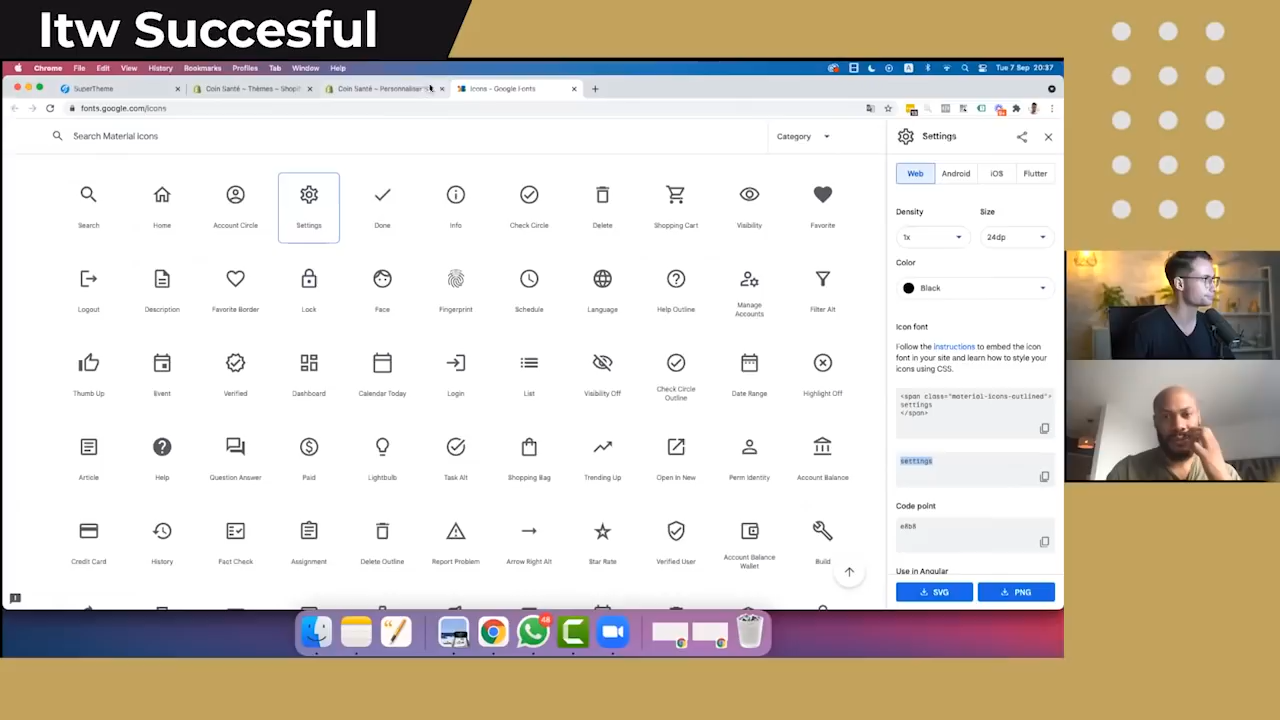 Itw Succesful
Chrome File Edit View History Bookmarks Profiles Tab Window Help
Tue 7 Sep 20:37
SuperTheme
Coin Santé – Thèmes – Shopif
Coin Santé – Personnaliser
Icons - Google Fonts
fonts.google.com/icons
Search Material Icons
Category
Settings
Search Home Account Circle Settings Done Info Check Circle Delete Shopping Cart Visibility Favorite
Logout Description Favorite Border Lock Face Fingerprint Schedule Language Help Outline Manage Accounts Filter Alt
Thumb Up Event Verified Dashboard Calendar Today Login List Visibility Off Check Circle Outline Date Range Highlight Off
Article Help Question Answer Paid Lightbulb Task Alt Shopping Bag Trending Up Open In New Perm Identity Account Balance
Credit Card History Fact Check Assignment Delete Outline Report Problem Arrow Right Alt Star Rate Verified User Account Balance Wallet Build
Web Android iOS Flutter
Density Size
1x 24dp
Color
Black
Icon font
Follow the instructions to embed the icon
font in your site and learn how to style your
icons using CSS.
<span class="material-icons-outlined">
settings
</span>
settings
Code point
e8b8
Use in Angular
SVG PNG
46